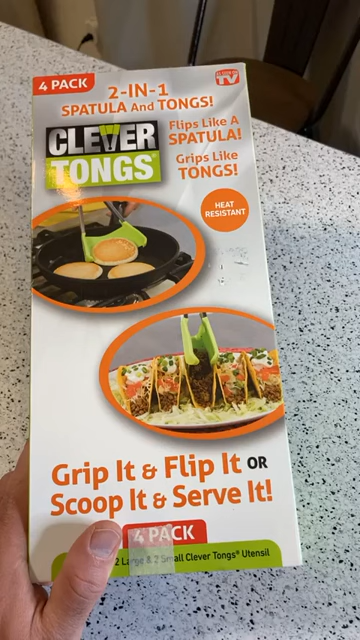 4 PACK
AS SEEN ON
TV
2-IN-1
SPATULA And TONGS!
CLEVER
TONGS
Flips Like A
SPATULA!
Grips Like
TONGS!
HEAT
RESISTANT
Grip It & Flip It OR
Scoop It & Serve It!
4 PACK
2 Large & 2 Small Clever Tongs® Utensil